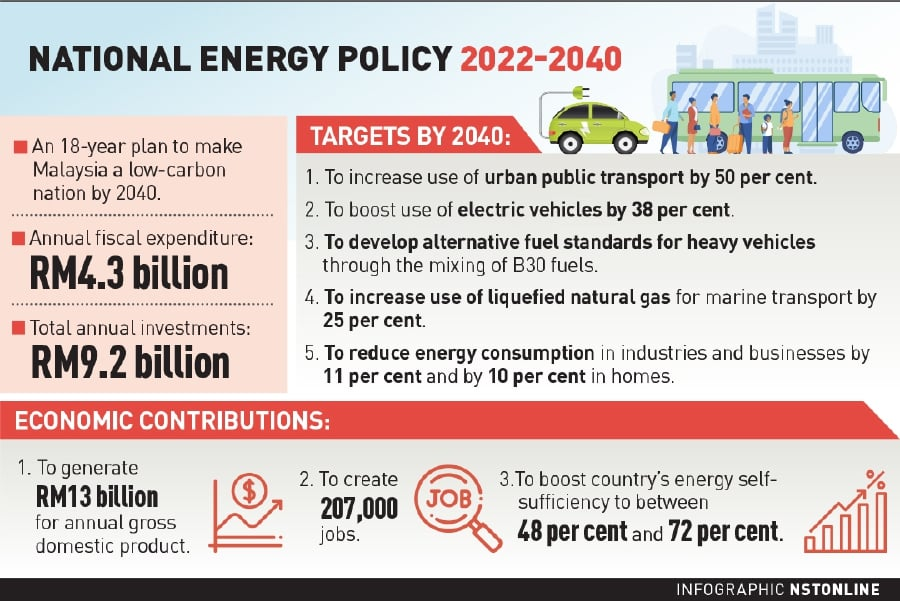 NATIONAL ENERGY POLICY 2022-2040
An 18-year plan to make
Malaysia a low-carbon
nation by 2040.
Annual fiscal expenditure:
RM4.3 billion
Total annual investments:
RM9.2 billion
TARGETS BY 2040:
1. To increase use of urban public transport by 50 per cent.
2. To boost use of electric vehicles by 38 per cent.
3. To develop alternative fuel standards for heavy vehicles
through the mixing of B30 fuels.
4. To increase use of liquefied natural gas for marine transport by
25 per cent.
5. To reduce energy consumption in industries and businesses by
11 per cent and by 10 per cent in homes.
ECONOMIC CONTRIBUTIONS:
1. To generate
RM13 billion
for annual gross
domestic product.
$
2. To create
207,000
jobs.
JOB
3.To boost country's energy self-
sufficiency to between
48 per cent and 72 per cent.
%
INFOGRAPHIC NSTONLINE